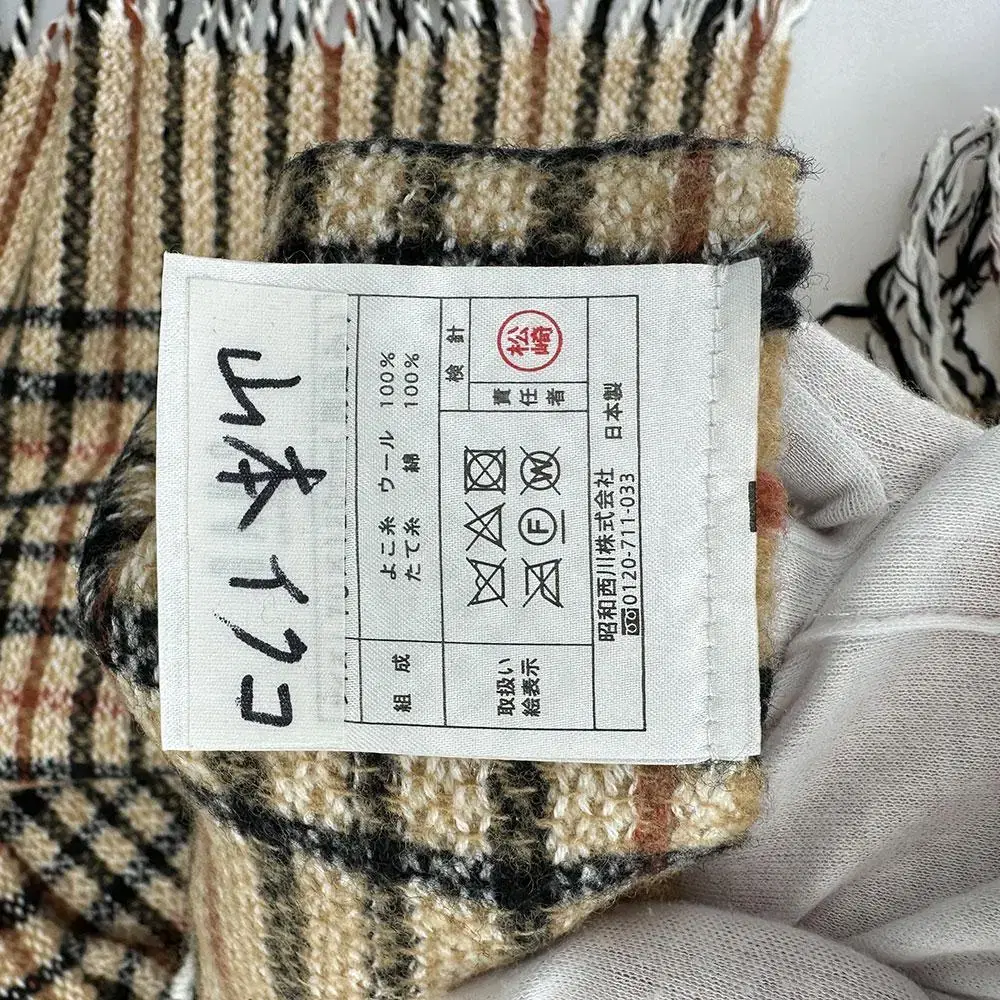 山本イクコ
組成
よこ糸 ウール 100%
たて糸 綿 100%
取扱い
絵表示
F
W
検針
責任者
松崎
昭和西川株式会社 日本製
0120-711-033